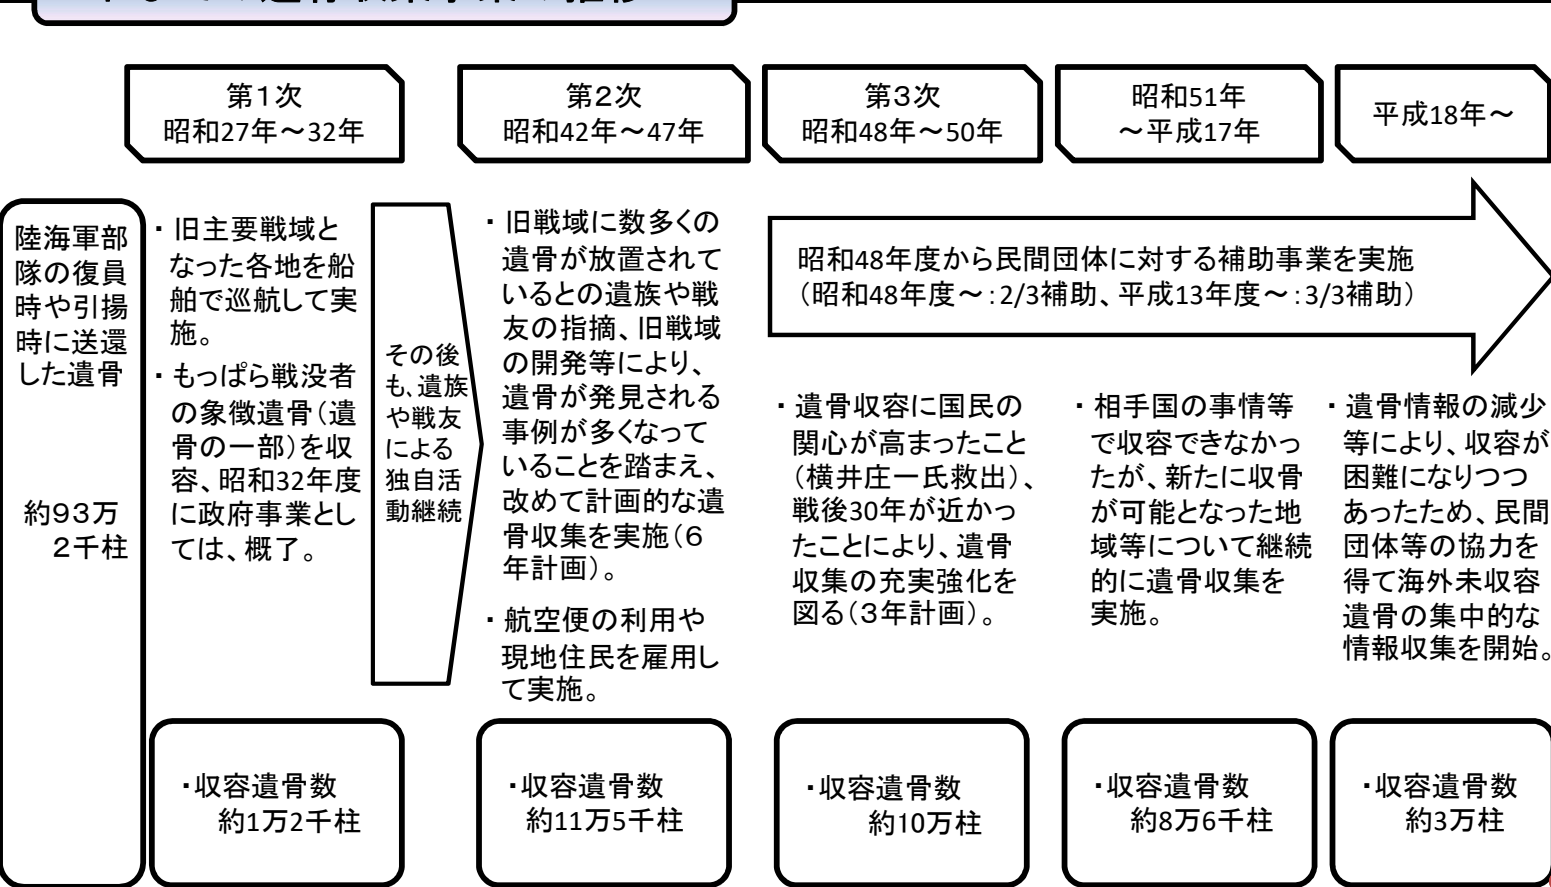 第1次
昭和27年～32年
第2次
昭和42年～47年
第3次
昭和48年～50年
昭和51年
～平成17年
平成18年～
陸海軍部
隊の復員
時や引揚
時に送還
した遺骨
約93万
2千柱
・旧主要戦域と
なった各地を船
舶で巡航して実
施。
・もっぱら戦没者
の象徴遺骨（遺
骨の一部）を収
容、昭和32年度
に政府事業とし
ては、概了。
その後
も、遺族
や戦友
による
独自活
動継続
・旧戦域に数多くの
遺骨が放置されて
いるとの遺族や戦
友の指摘、旧戦域
の開発等により、
遺骨が発見される
事例が多くなって
いることを踏まえ、
改めて計画的な遺
骨収集を実施（6
年計画）。
・航空便の利用や
現地住民を雇用し
て実施。
昭和48年度から民間団体に対する補助事業を実施
（昭和48年度～：2/3補助、平成13年度～：3/3補助）
・遺骨収容に国民の
関心が高まったこと
（横井庄一氏救出）、
戦後30年が近かっ
たことにより、遺骨
収集の充実強化を
図る（3年計画）。
・相手国の事情等
で収容できなかっ
たが、新たに収骨
が可能となった地
域等について継続
的に遺骨収集を
実施。
・遺骨情報の減少
等により、収容が
困難になりつつ
あったため、民間
団体等の協力を
得て海外未収容
遺骨の集中的な
情報収集を開始。
・収容遺骨数
約1万2千柱
・収容遺骨数
約11万5千柱
・収容遺骨数
約10万柱
・収容遺骨数
約8万6千柱
・収容遺骨数
約3万柱